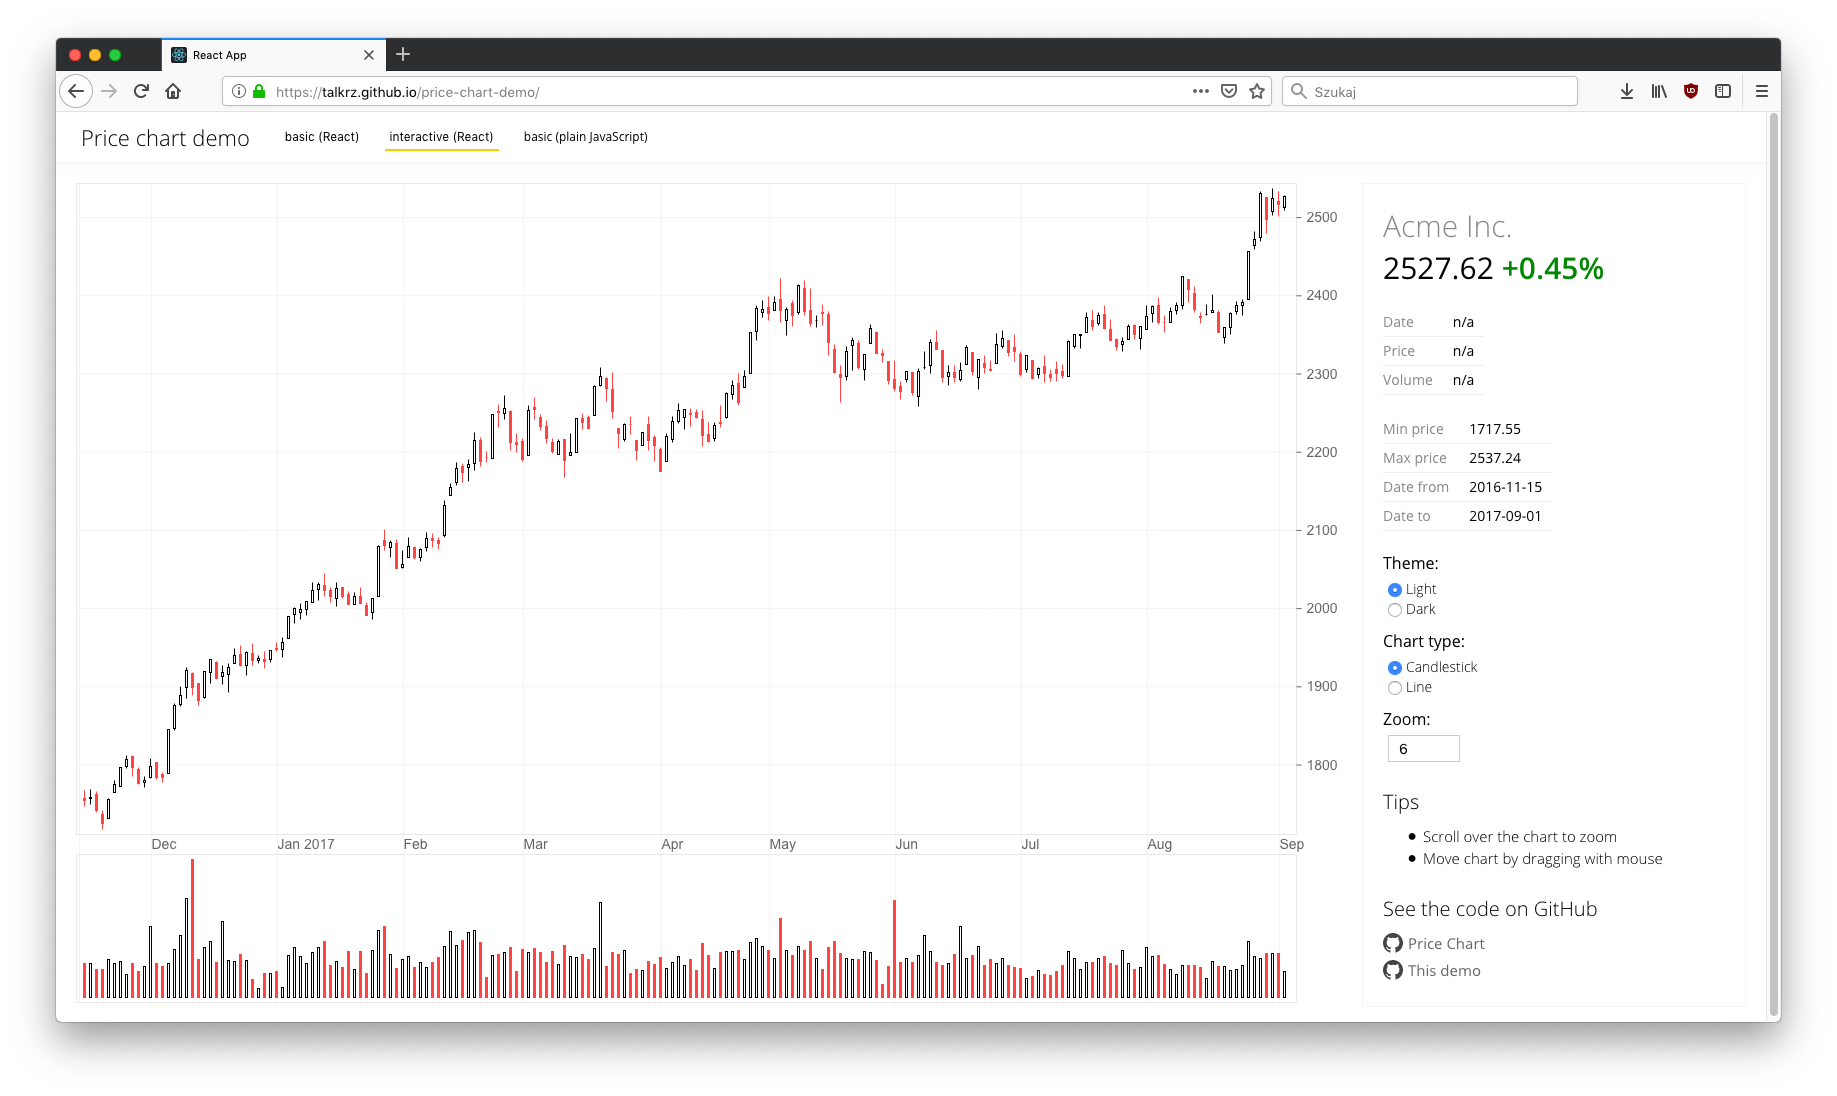 React App
https://talkrz.github.io/price-chart-demo/
Szukaj
Price chart demo
basic (React)
interactive (React)
basic (plain JavaScript)
2500
2400
2300
2200
2100
2000
1900
1800
Dec Jan 2017 Feb Mar Apr May Jun Jul Aug Sep
Acme Inc.
2527.62 +0.45%
Date n/a
Price n/a
Volume n/a
Min price 1717.55
Max price 2537.24
Date from 2016-11-15
Date to 2017-09-01
Theme:
Light
Dark
Chart type:
Candlestick
Line
Zoom:
6
Tips
Scroll over the chart to zoom
Move chart by dragging with mouse
See the code on GitHub
Price Chart
This demo